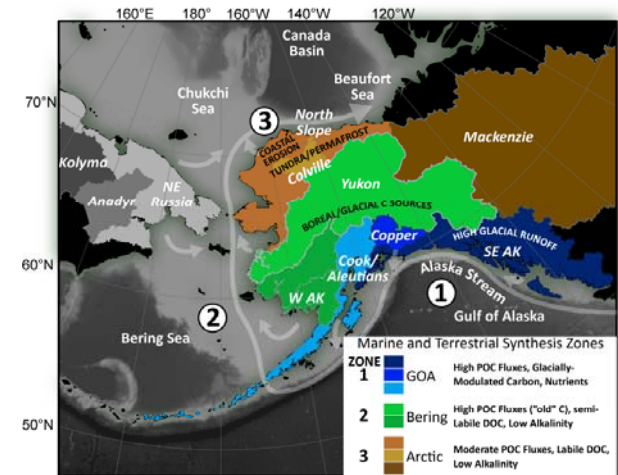 160°E
180°
160°W
140°W
120°W
Canada
Basin
Beaufort
Sea
Chukchi
Sea
70°N
North
Slope
3
COASTAL
EROSION
TUNDRA/PERMAFROST
Colville
Mackenzie
Kolyma
Anadyr
NE
Russia
Yukon
BOREAL/GLACIAL C SOURCES
Copper
HIGH GLACIAL RUNOFF
SE AK
60°N
Cook/
Aleutians
W AK
Alaska Stream
1
Gulf of Alaska
2
Bering Sea
50°N
Marine and Terrestrial Synthesis Zones
ZONE
1 GOA High POC Fluxes, Glacially-
Modulated Carbon, Nutrients
2 Bering High POC Fluxes ("old" C), semi-
Labile DOC, Low Alkalinity
3 Arctic Moderate POC Fluxes, Labile DOC,
Low Alkalinity